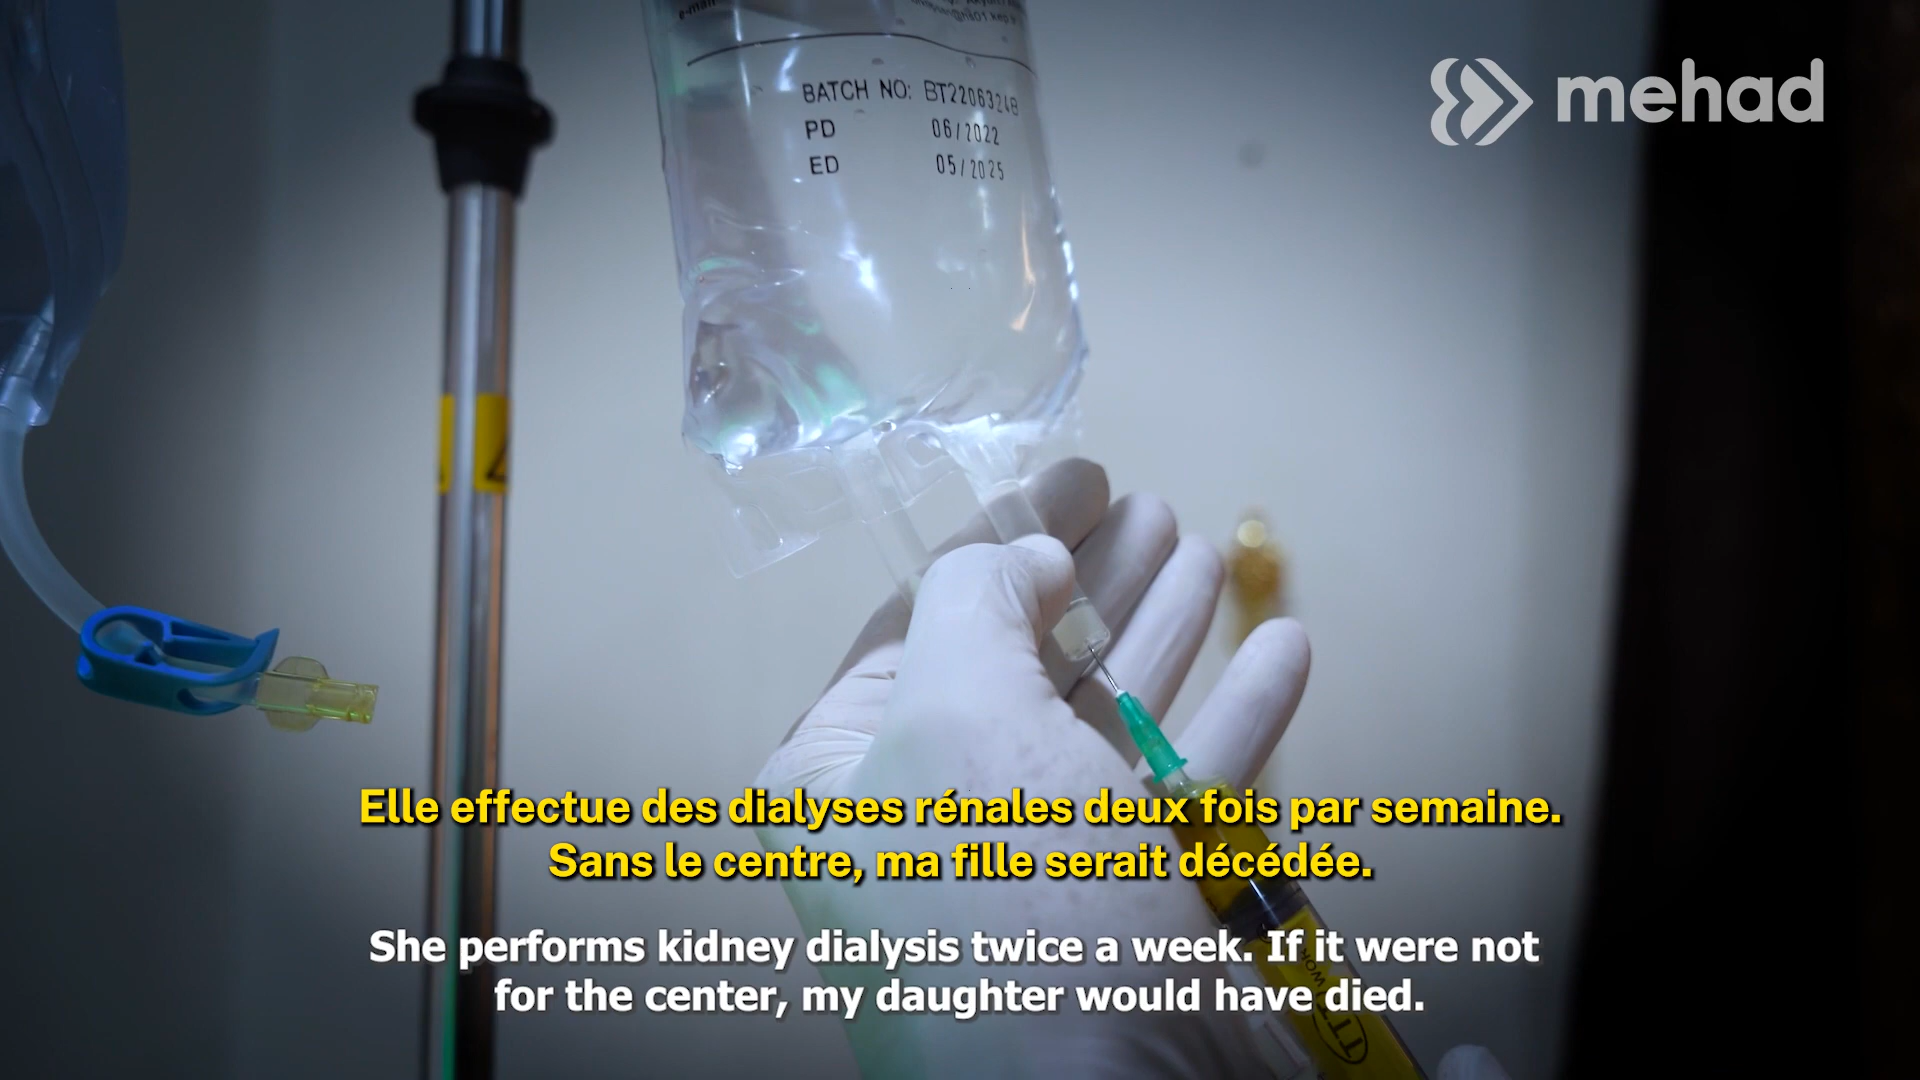 e-mail
mehad
BATCH NO: BT2206324B
PD 06/2022
ED 05/2025
Elle effectue des dialyses rénales deux fois par semaine.
Sans le centre, ma fille serait décédée.
She performs kidney dialysis twice a week. If it were not
for the center, my daughter would have died.